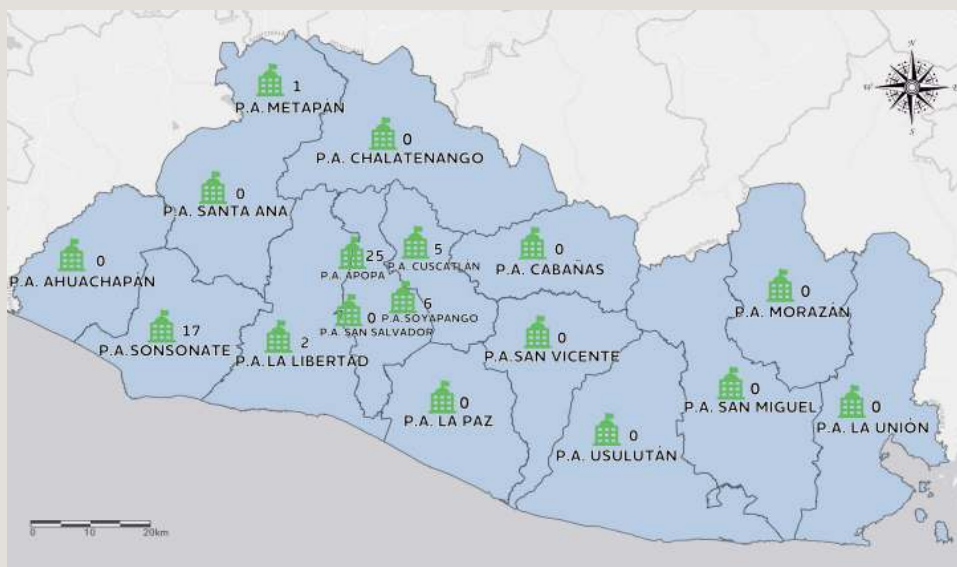 N
W
E
S
1
P.A. METAPÁN
0
P.A. CHALATENANGO
0
P.A. SANTA ANA
25
P.A. APOPA
5
P.A. CUSCATLÁN
0
P.A. CABAÑAS
0
P.A. AHUACHAPÁN
0
P.A. MORAZÁN
6
P.A. SOYAPANGO
0
P.A. SAN SALVADOR
17
P.A.SONSONATE
2
P.A.LA LIBERTAD
0
P.A.SAN VICENTE
0
P.A. LA PAZ
0
P.A. SAN MIGUEL
0
P.A. LA UNIÓN
0
P.A. USULUTÁN
0 10 20km